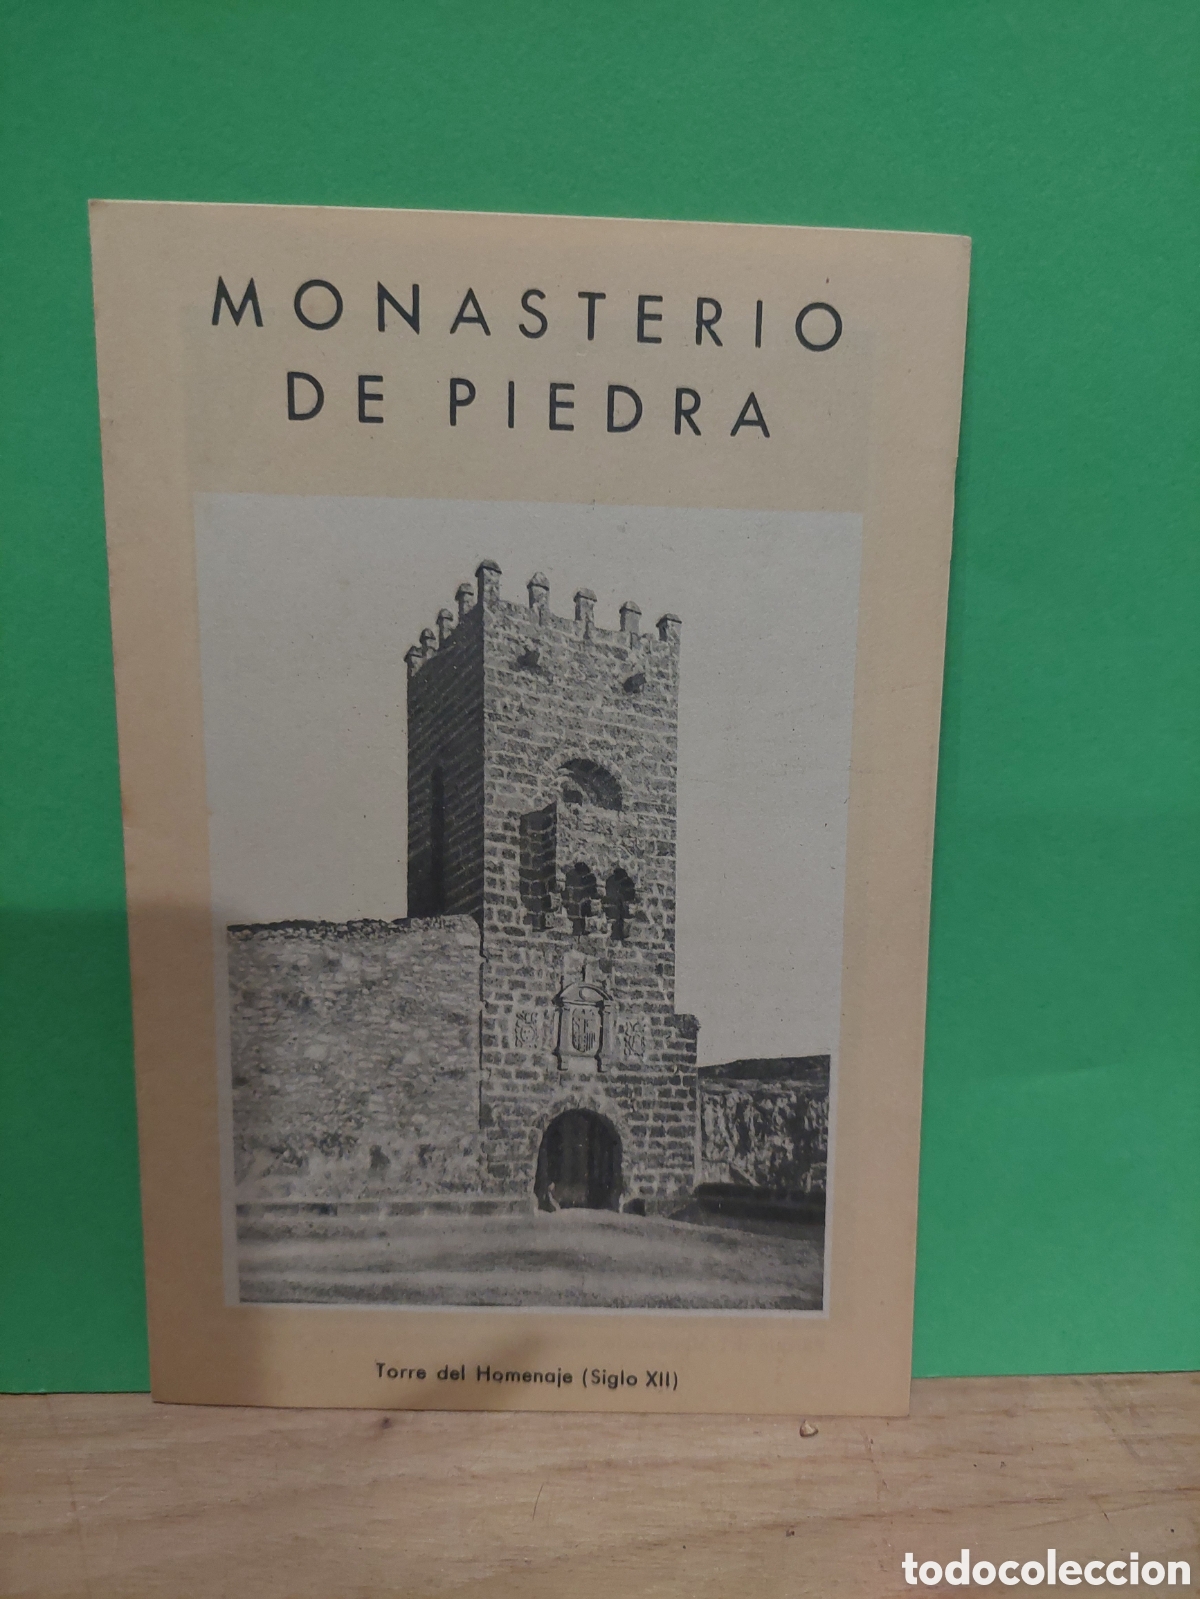 MONASTERIO
DE PIEDRA
Torre del Homenaje (Siglo XII)
todocoleccion